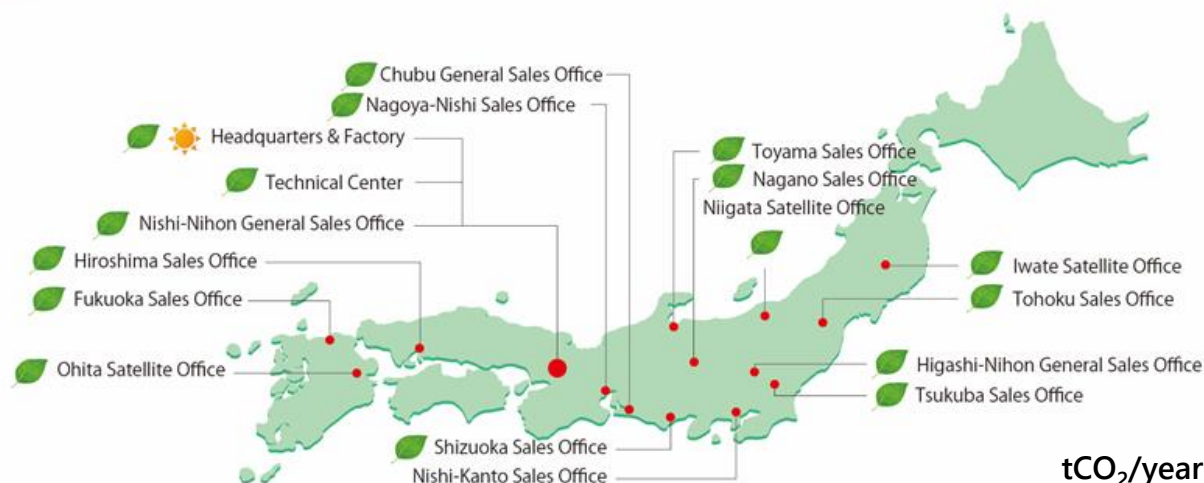 Chubu General Sales Office
Nagoya-Nishi Sales Office
Headquarters & Factory
Technical Center
Nishi-Nihon General Sales Office
Hiroshima Sales Office
Fukuoka Sales Office
Ohita Satellite Office
Toyama Sales Office
Nagano Sales Office
Niigata Satellite Office
Iwate Satellite Office
Tohoku Sales Office
Higashi-Nihon General Sales Office
Tsukuba Sales Office
Shizuoka Sales Office
Nishi-Kanto Sales Office
tCO₂/year